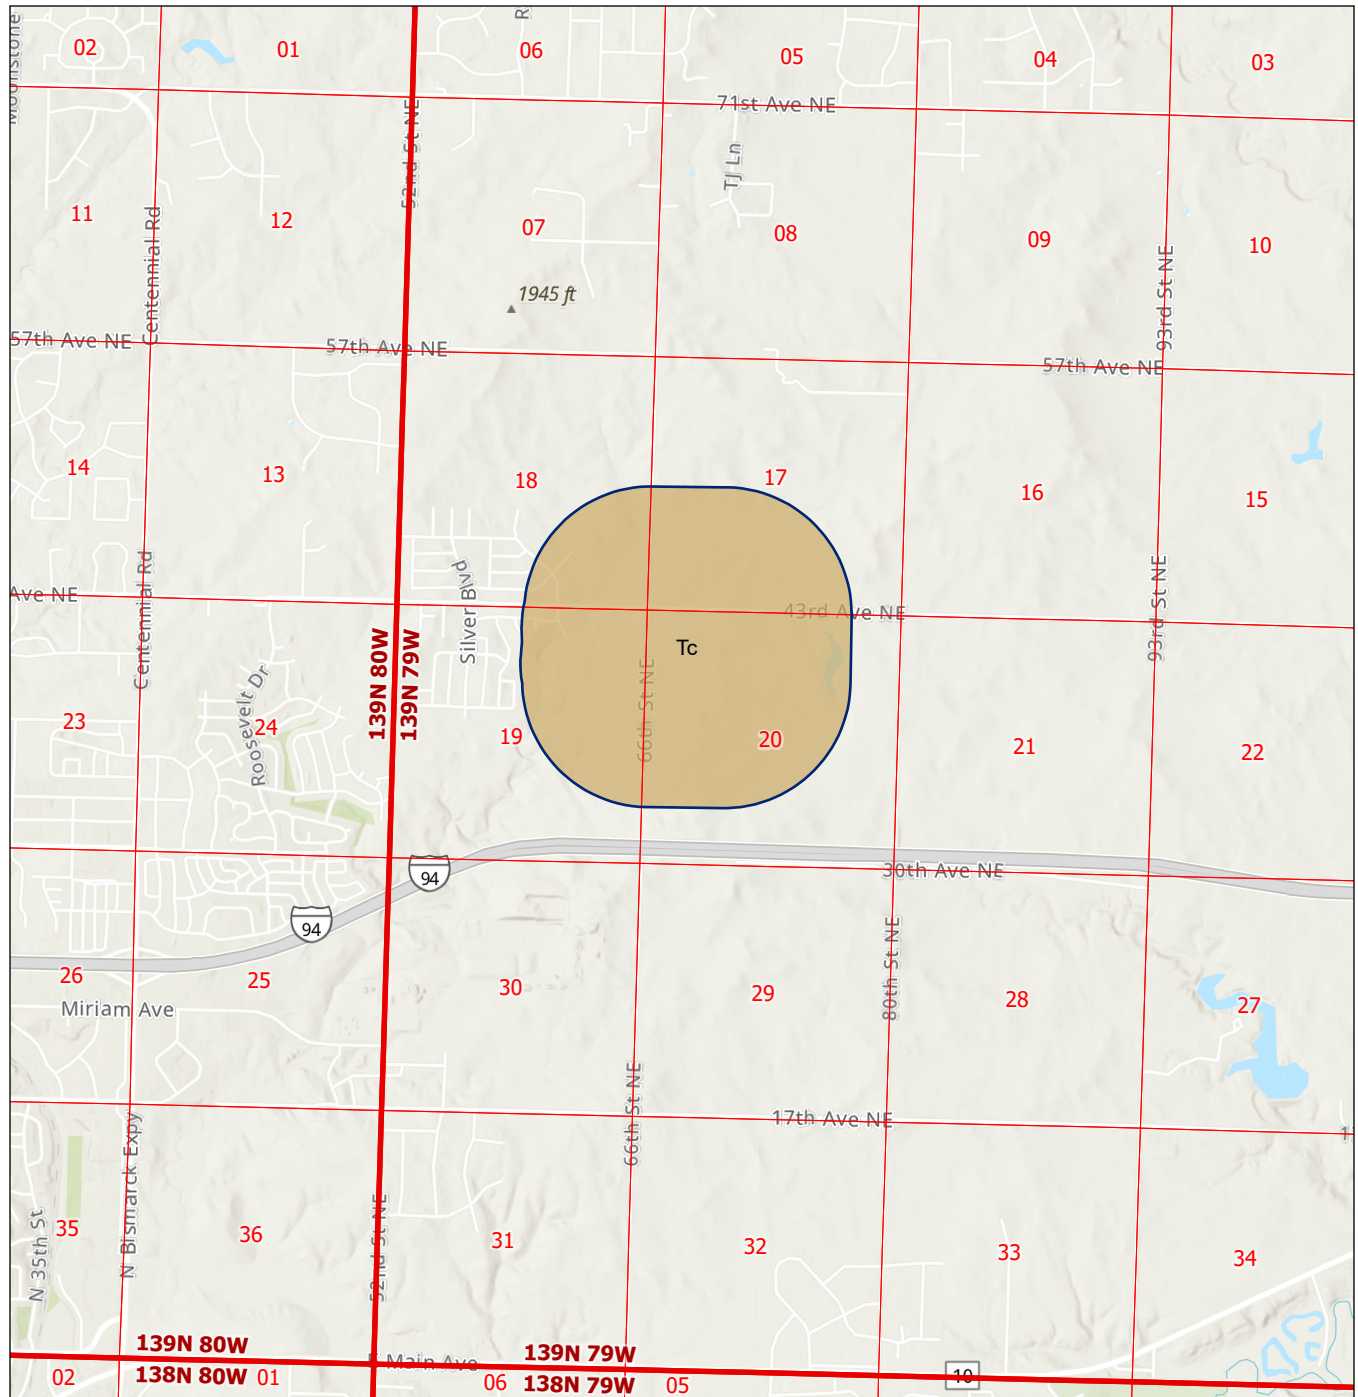 02
01
R
06
05
04
03
Moonstone
71st Ave NE
52nd St NE
TJ Ln
11
Centennial Rd
12
07
08
09
10
93rd St NE
1945 ft
57th Ave NE
57th Ave NE
57th Ave NE
14
13
18
17
16
15
Ave NE
Centennial Rd
Silver Blvd
43rd Ave NE
93rd St NE
139N 80W
139N 79W
Tc
66th St NE
Roosevelt Dr
23
24
19
20
21
22
94
30th Ave NE
94
26
25
30
29
80th St NE
28
27
Miriam Ave
66th St NE
17th Ave NE
1
N Bismarck Expy
N 35th St
35
36
52nd St NE
31
32
33
34
139N 80W
139N 79W
E Main Ave
02
138N 80W
01
06
138N 79W
05
10